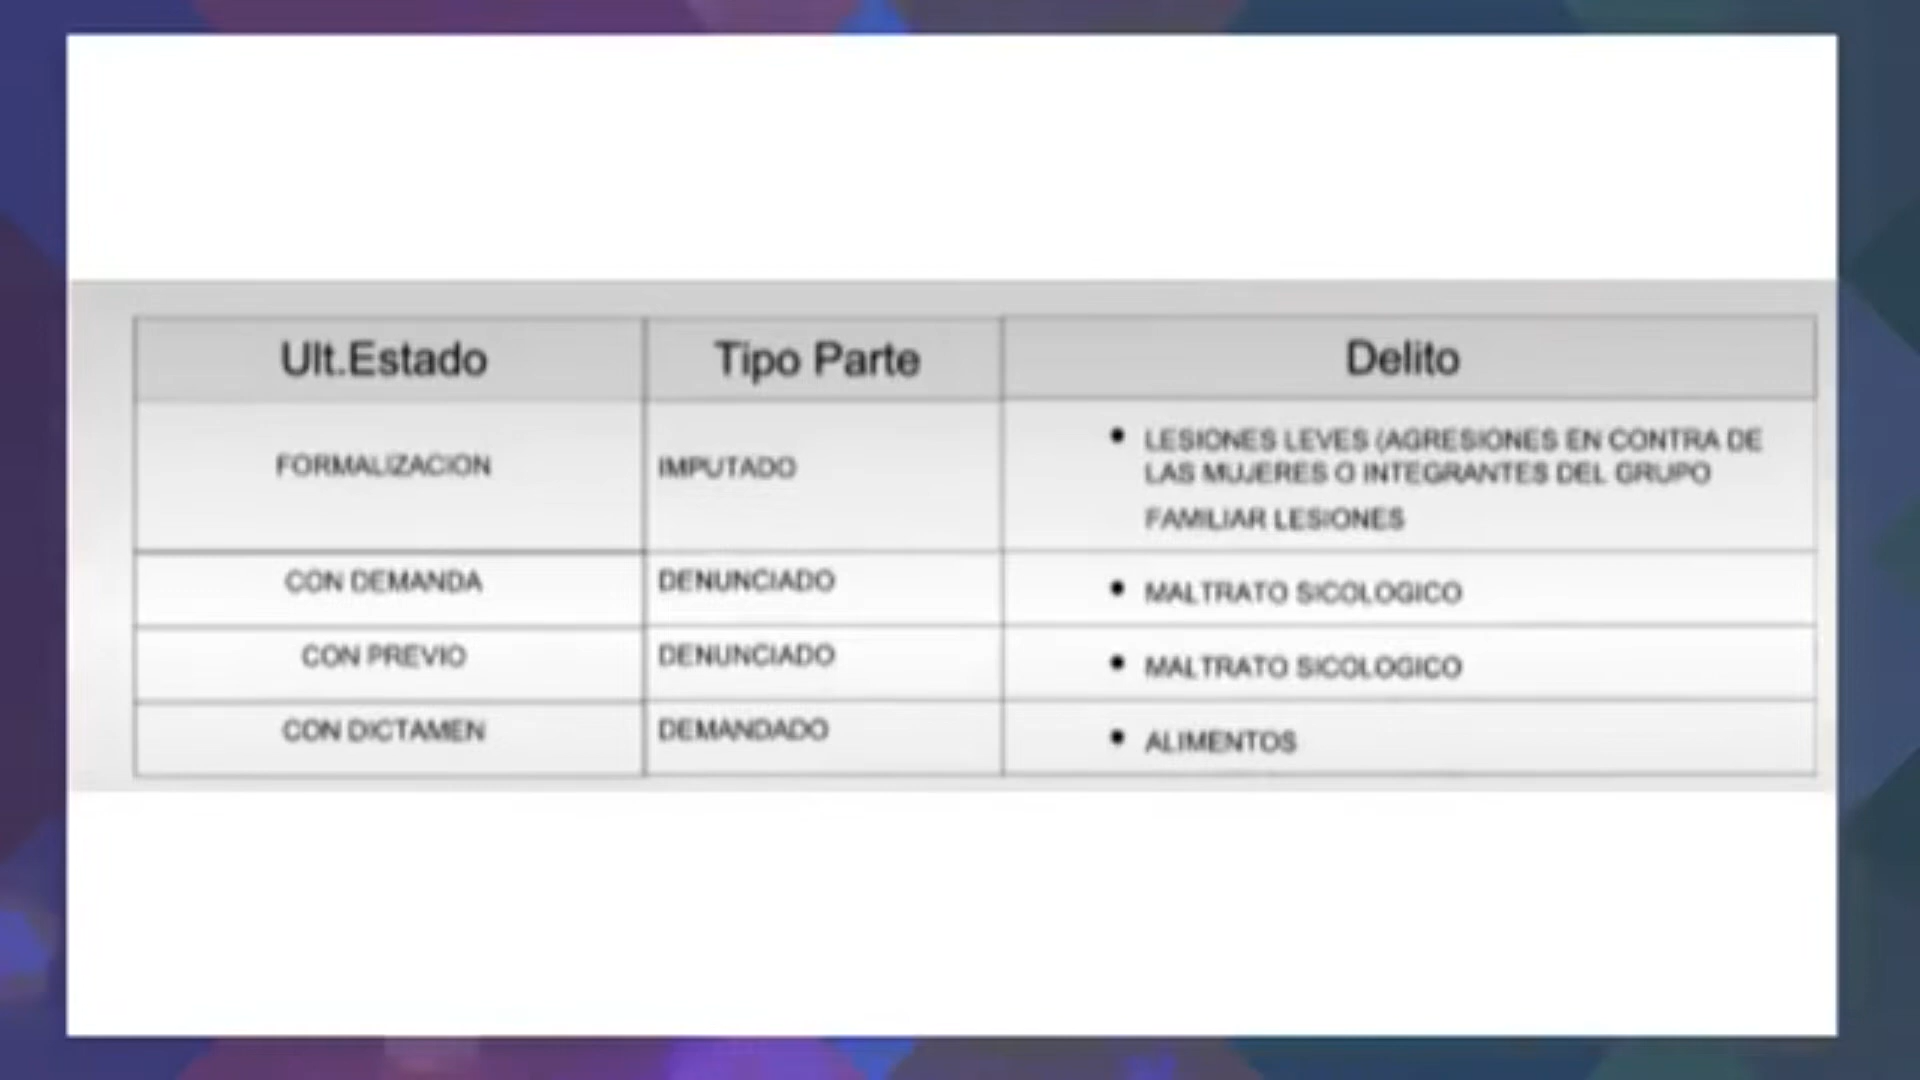 Ult.Estado Tipo Parte Delito
FORMALIZACION IMPUTADO • LESIONES LEVES (AGRESIONES EN CONTRA DE
LAS MUJERES O INTEGRANTES DEL GRUPO
FAMILIAR LESIONES
CON DEMANDA DENUNCIADO • MALTRATO SICOLOGICO
CON PREVIO DENUNCIADO • MALTRATO SICOLOGICO
CON DICTAMEN DEMANDADO • ALIMENTOS